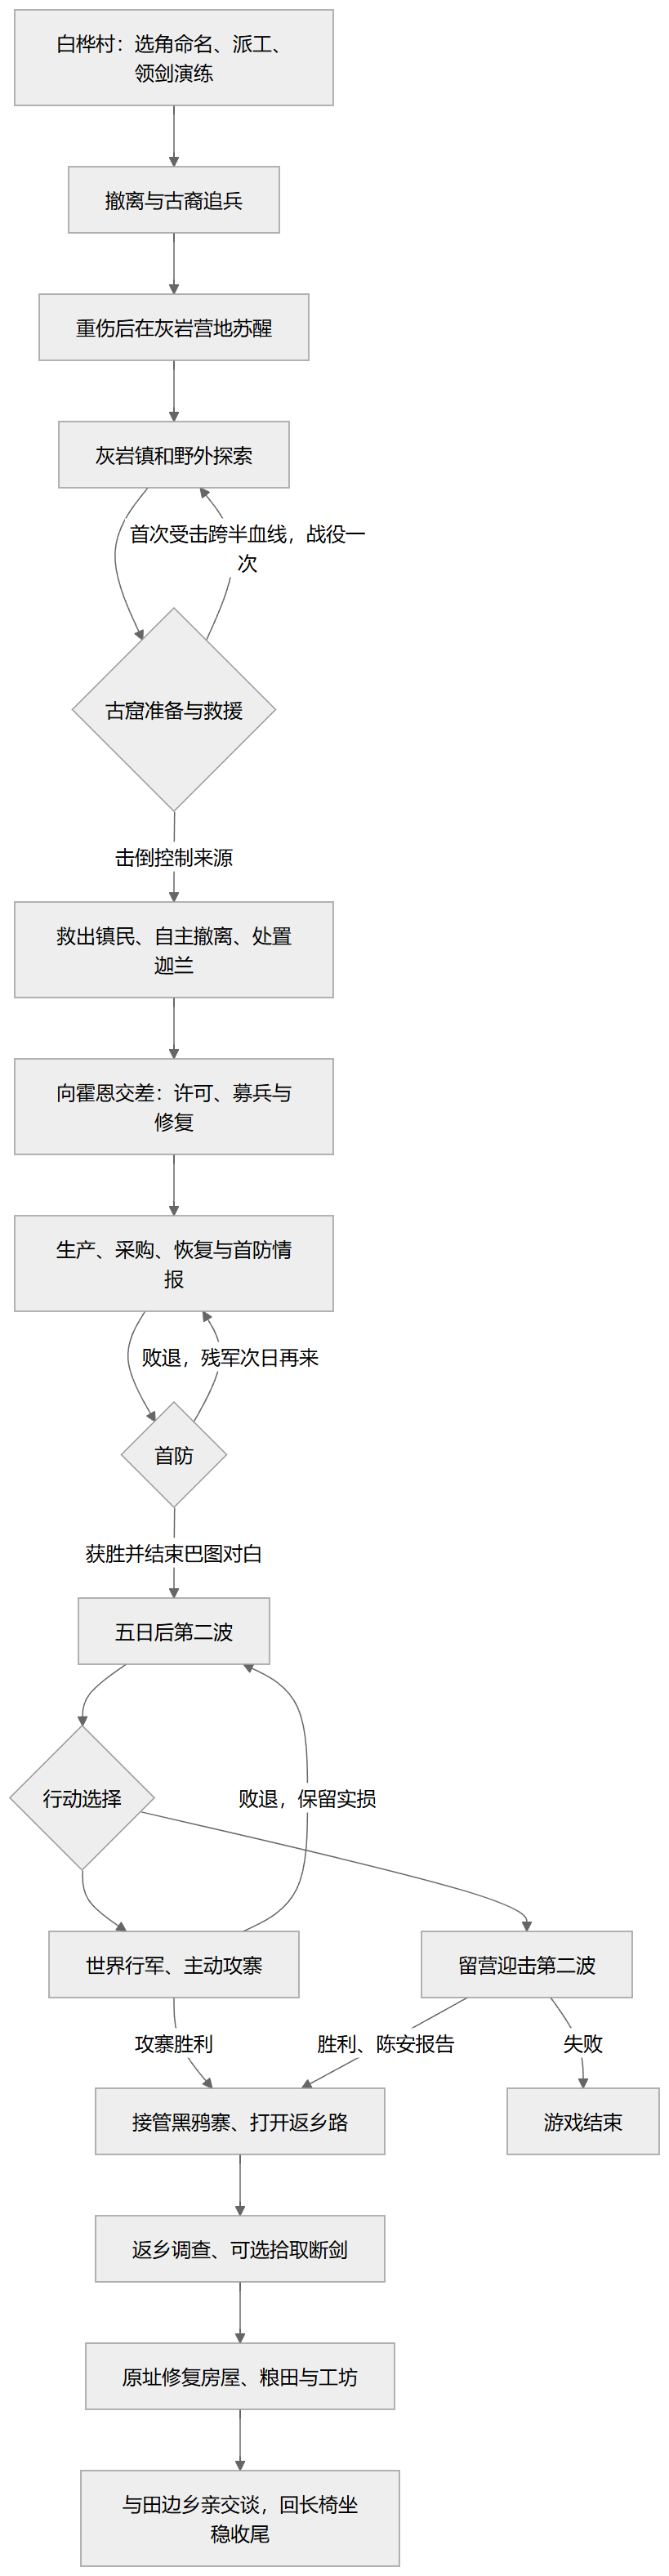 白桦村：选角命名、派工、
领剑演练
撤离与古裔追兵
重伤后在灰岩营地苏醒
灰岩镇和野外探索
首次受击跨半血线，战役一
次
古窟准备与救援
击倒控制来源
救出镇民、自主撤离、处置
迦兰
向霍恩交差：许可、募兵与
修复
生产、采购、恢复与首防情
报
败退，残军次日再来
首防
获胜并结束巴图对白
五日后第二波
行动选择
败退，保留实损
世界行军、主动攻寨
留营迎击第二波
攻寨胜利
胜利、陈安报告
失败
接管黑鸦寨、打开返乡路
游戏结束
返乡调查、可选拾取断剑
原址修复房屋、粮田与工坊
与田边乡亲交谈，回长椅坐
稳收尾